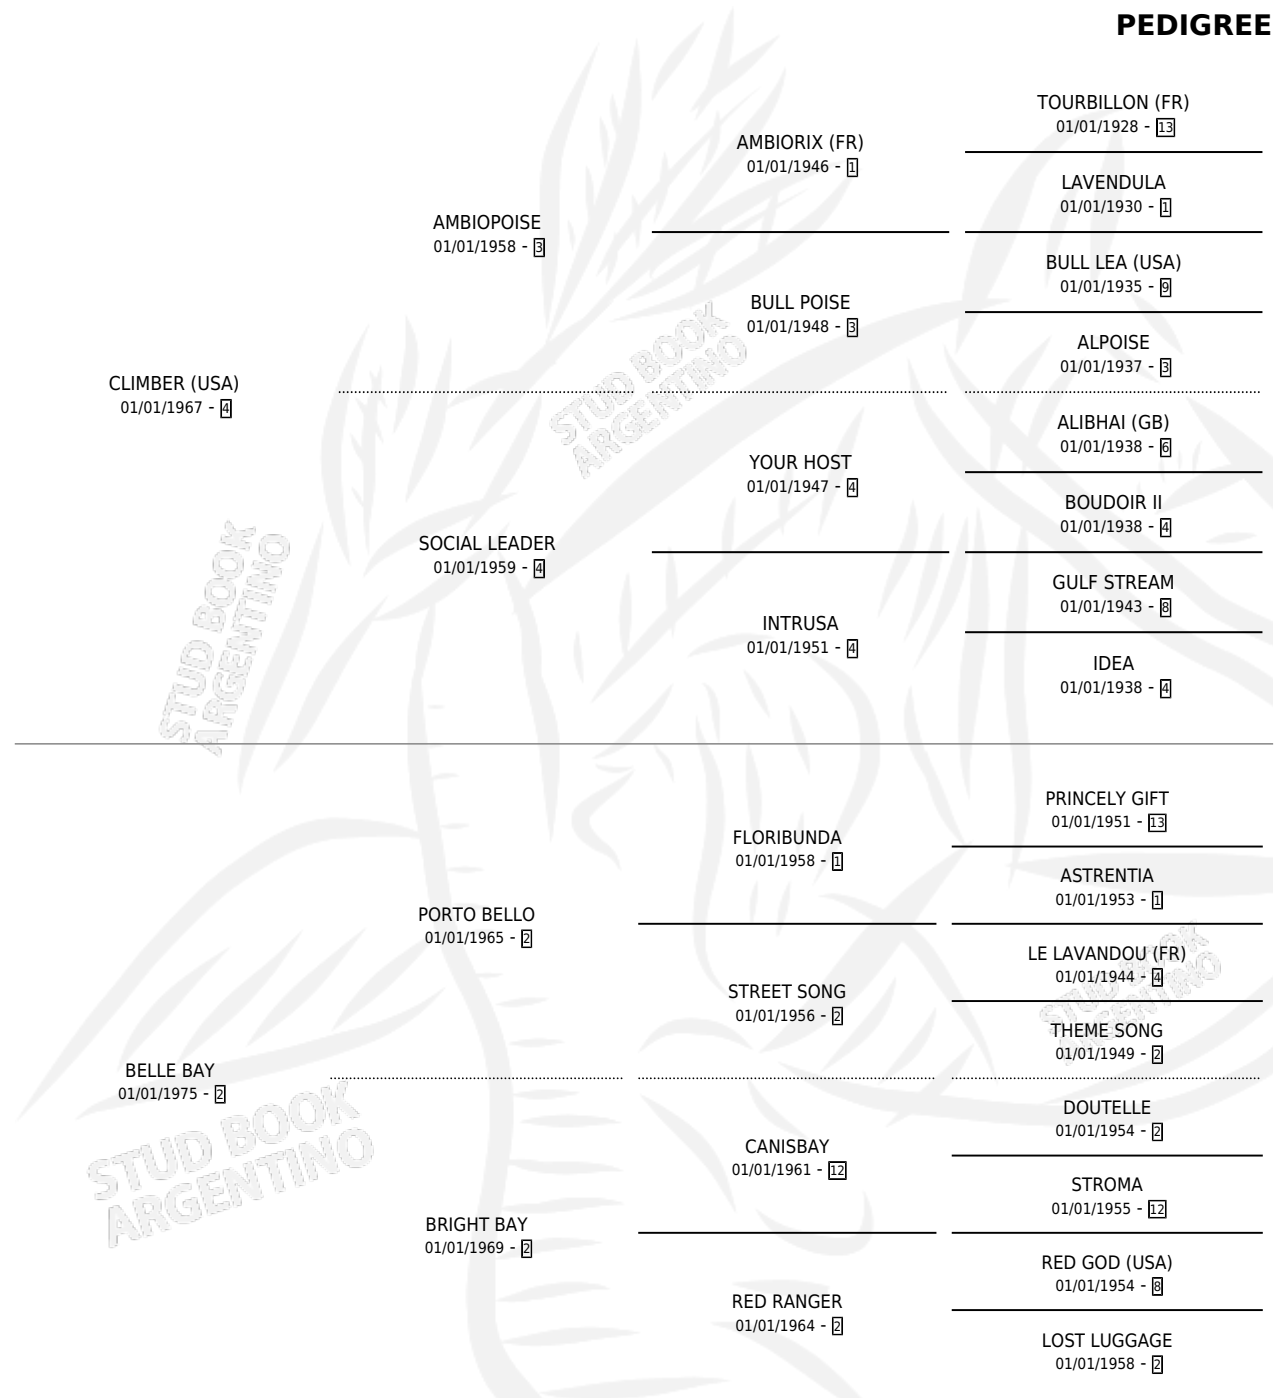 PEDIGREE
TOURBILLON (FR)
01/01/1928 - 13
AMBIORIX (FR)
01/01/1946 - 1
LAVENDULA
01/01/1930 - 1
AMBIOPOISE
01/01/1958 - 3
BULL LEA (USA)
01/01/1935 - 9
BULL POISE
01/01/1948 - 3
ALPOISE
01/01/1937 - 3
CLIMBER (USA)
01/01/1967 - 4
ALIBHAI (GB)
01/01/1938 - 6
YOUR HOST
01/01/1947 - 4
BOUDOIR II
01/01/1938 - 4
SOCIAL LEADER
01/01/1959 - 4
GULF STREAM
01/01/1943 - 8
INTRUSA
01/01/1951 - 4
IDEA
01/01/1938 - 4
PRINCELY GIFT
01/01/1951 - 13
FLORIBUNDA
01/01/1958 - 1
ASTRENTIA
01/01/1953 - 1
PORTO BELLO
01/01/1965 - 2
LE LAVANDOU (FR)
01/01/1944 - 4
STREET SONG
01/01/1956 - 2
THEME SONG
01/01/1949 - 2
BELLE BAY
01/01/1975 - 2
DOUTELLE
01/01/1954 - 2
CANISBAY
01/01/1961 - 12
STROMA
01/01/1955 - 12
BRIGHT BAY
01/01/1969 - 2
RED GOD (USA)
01/01/1954 - 8
RED RANGER
01/01/1964 - 2
LOST LUGGAGE
01/01/1958 - 2
STUD BOOK
ARGENTINO
STUD BOOK
ARGENTINO
STUD BOOK
ARGENTINO
STUD BOOK
ARGENTINO